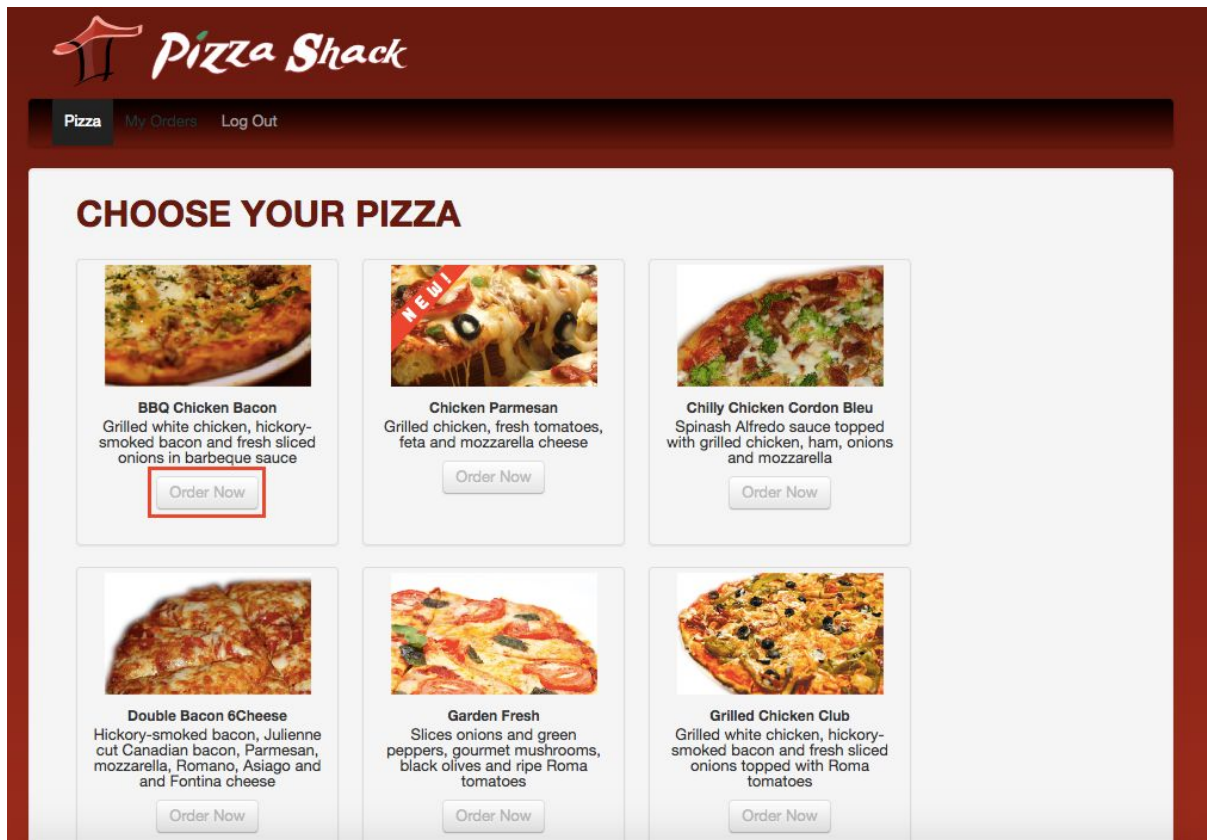 Pizza Shack
Pizza My Orders Log Out
CHOOSE YOUR PIZZA
NEW!
BBQ Chicken Bacon
Grilled white chicken, hickory-
smoked bacon and fresh sliced
onions in barbeque sauce
Order Now
Chicken Parmesan
Grilled chicken, fresh tomatoes,
feta and mozzarella cheese
Order Now
Chilly Chicken Cordon Bleu
Spinash Alfredo sauce topped
with grilled chicken, ham, onions
and mozzarella
Order Now
Double Bacon 6Cheese
Hickory-smoked bacon, Julienne
cut Canadian bacon, Parmesan,
mozzarella, Romano, Asiago and
and Fontina cheese
Order Now
Garden Fresh
Slices onions and green
peppers, gourmet mushrooms,
black olives and ripe Roma
tomatoes
Grilled Chicken Club
Grilled white chicken, hickory-
smoked bacon and fresh sliced
onions topped with Roma
tomatoes
Order Now